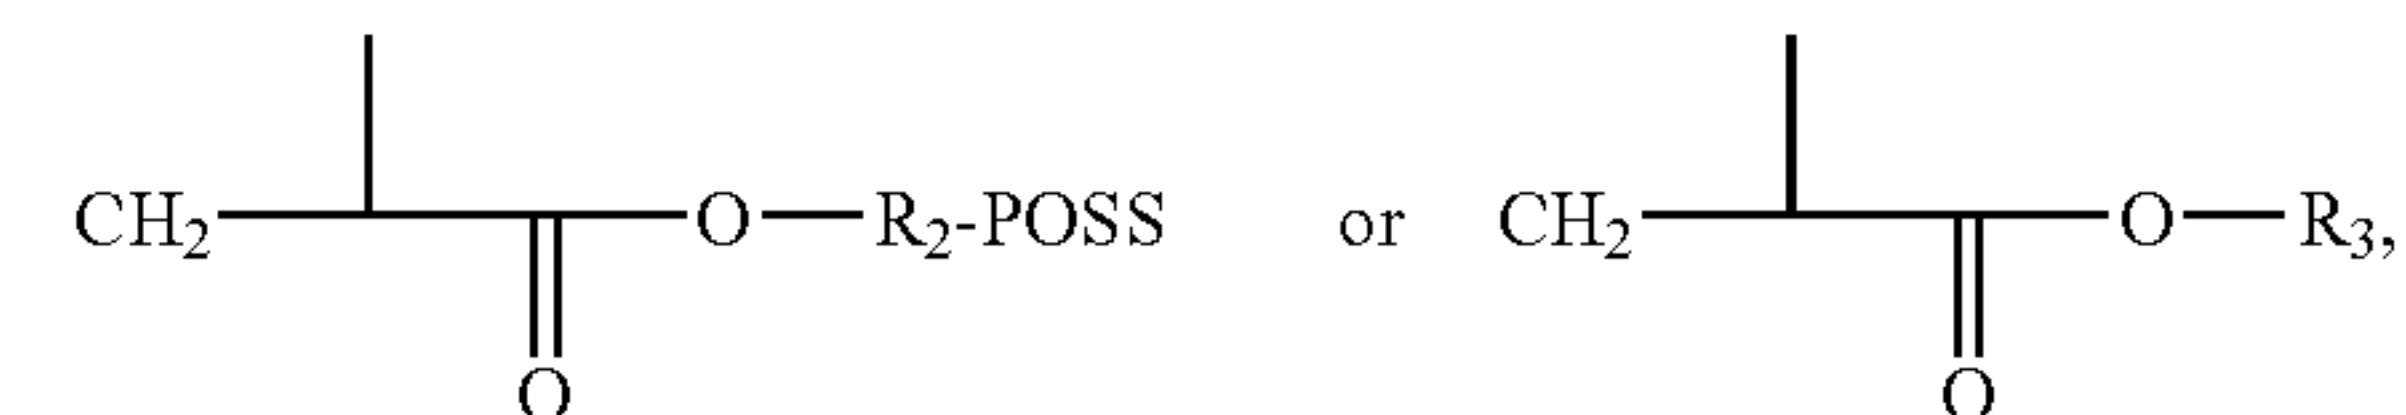 CH₂ O R₂-POSS or CH₂ O R₃,
O O